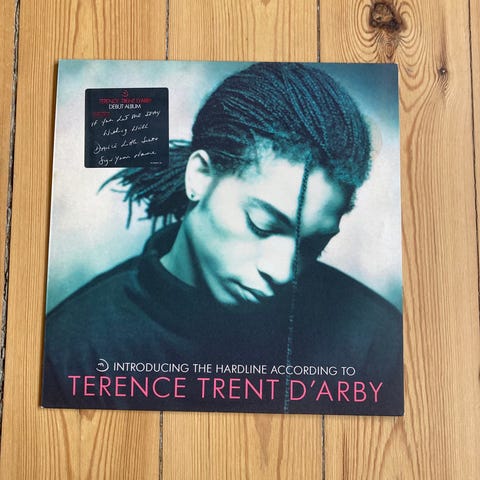 TERENCE TRENT D'ARBY
DEBUT ALBUM
If You Let Me Stay
Wishing Well
Dance Little Sister
Sign Your Name
INTRODUCING THE HARDLINE ACCORDING TO
TERENCE TRENT D'ARBY